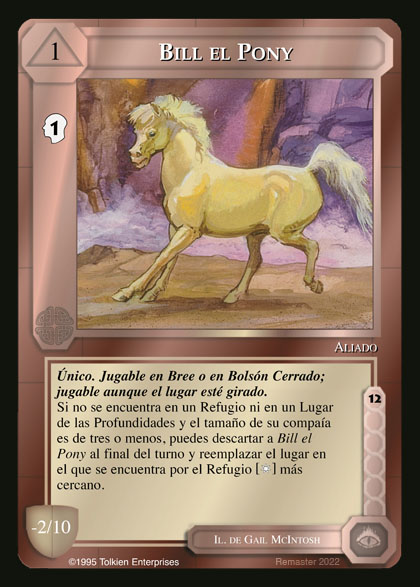 1
BILL EL PONY
1
ALIADO
Único. Jugable en Bree o en Bolsón Cerrado;
jugable aunque el lugar esté girado.
Si no se encuentra en un Refugio ni en un Lugar
de las Profundidades y el tamaño de su compaía
es de tres o menos, puedes descartar a Bill el
Pony al final del turno y reemplazar el lugar en
el que se encuentra por el Refugio [☼] más
cercano.
12
-2/10
IL. DE GAIL MCINTOSH
©1995 Tolkien Enterprises
Remaster 2022